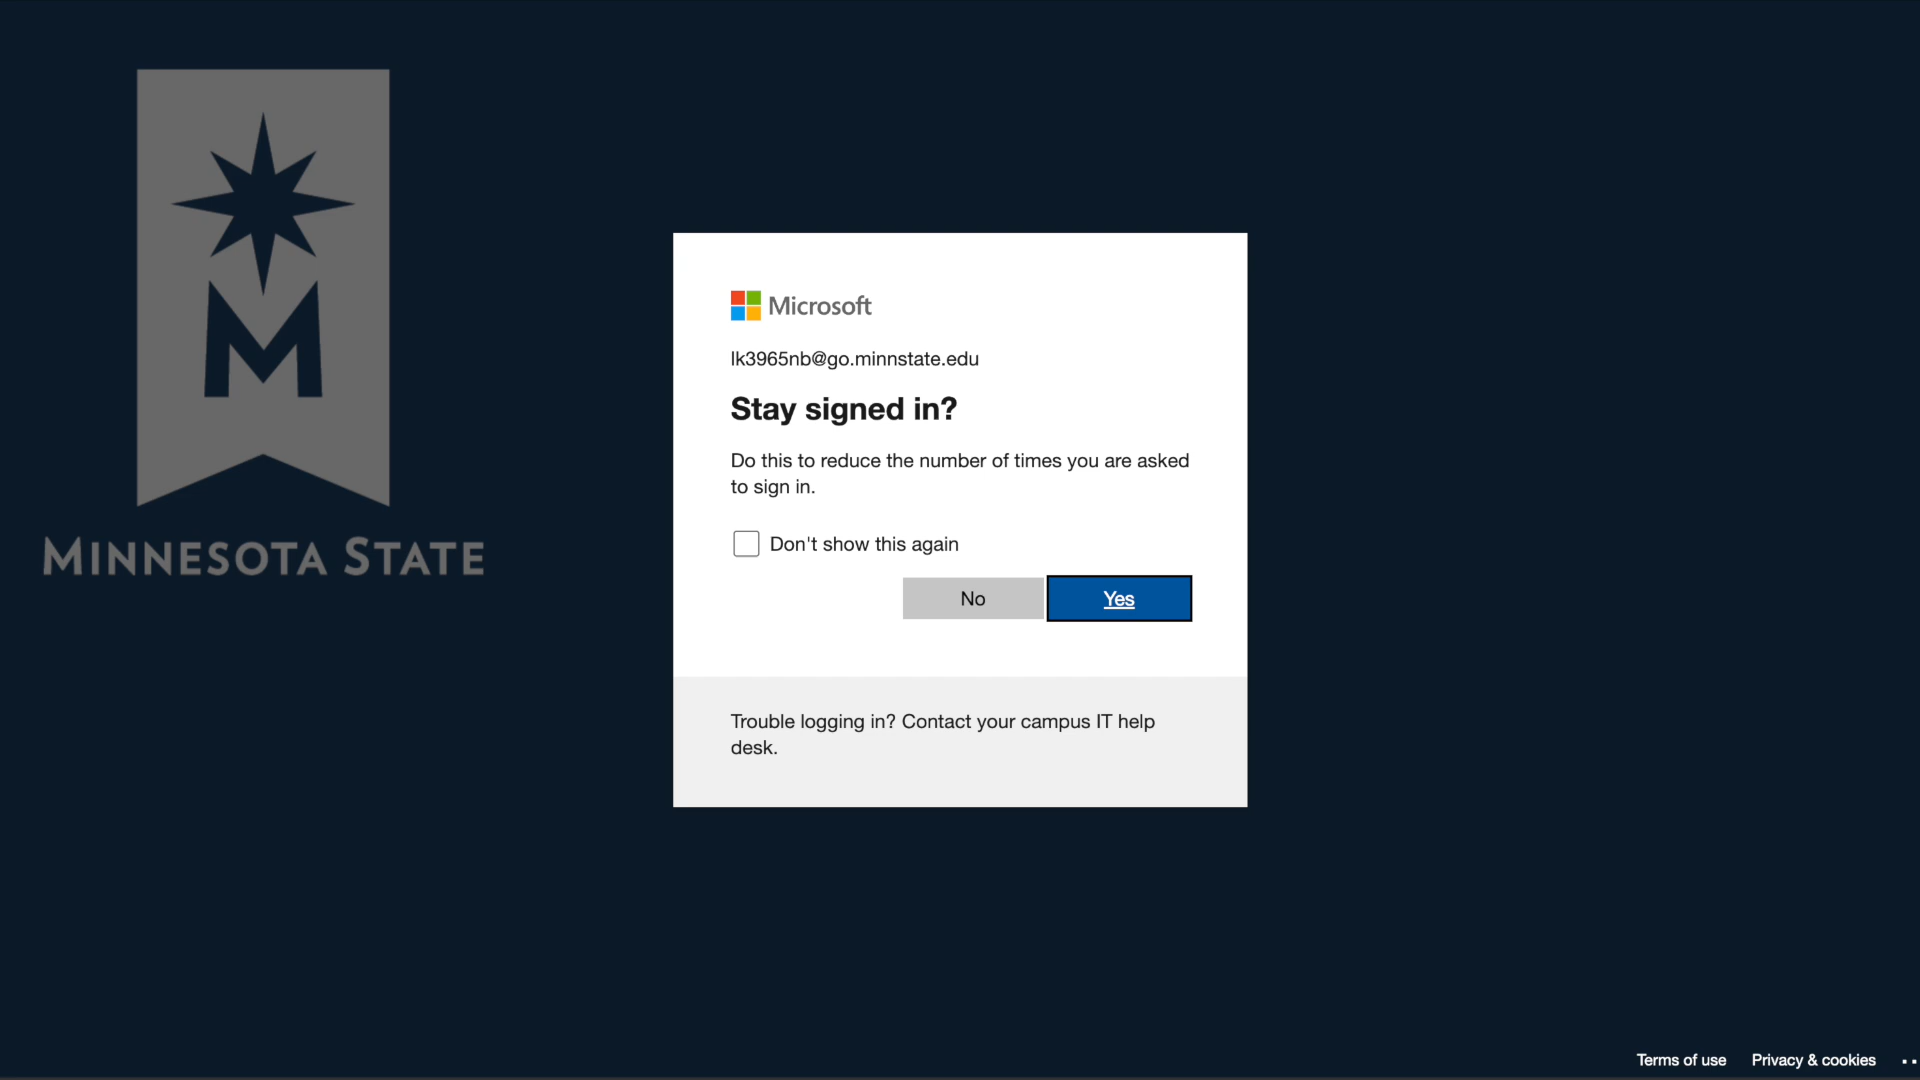 M
MINNESOTA STATE
Microsoft
lk3965nb@go.minnstate.edu
Stay signed in?
Do this to reduce the number of times you are asked
to sign in.
Don't show this again
No
Yes
Trouble logging in? Contact your campus IT help
desk.
Terms of use
Privacy & cookies